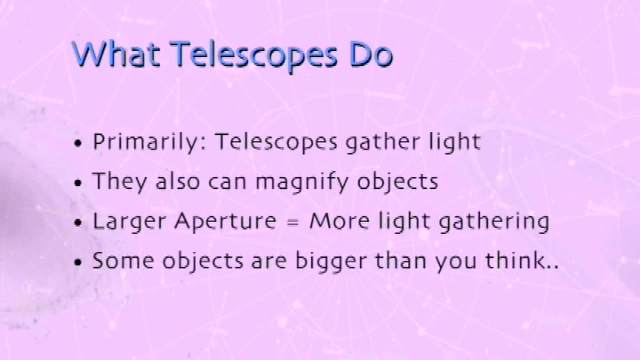 What Telescopes Do
• Primarily: Telescopes gather light
• They also can magnify objects
• Larger Aperture = More light gathering
• Some objects are bigger than you think..